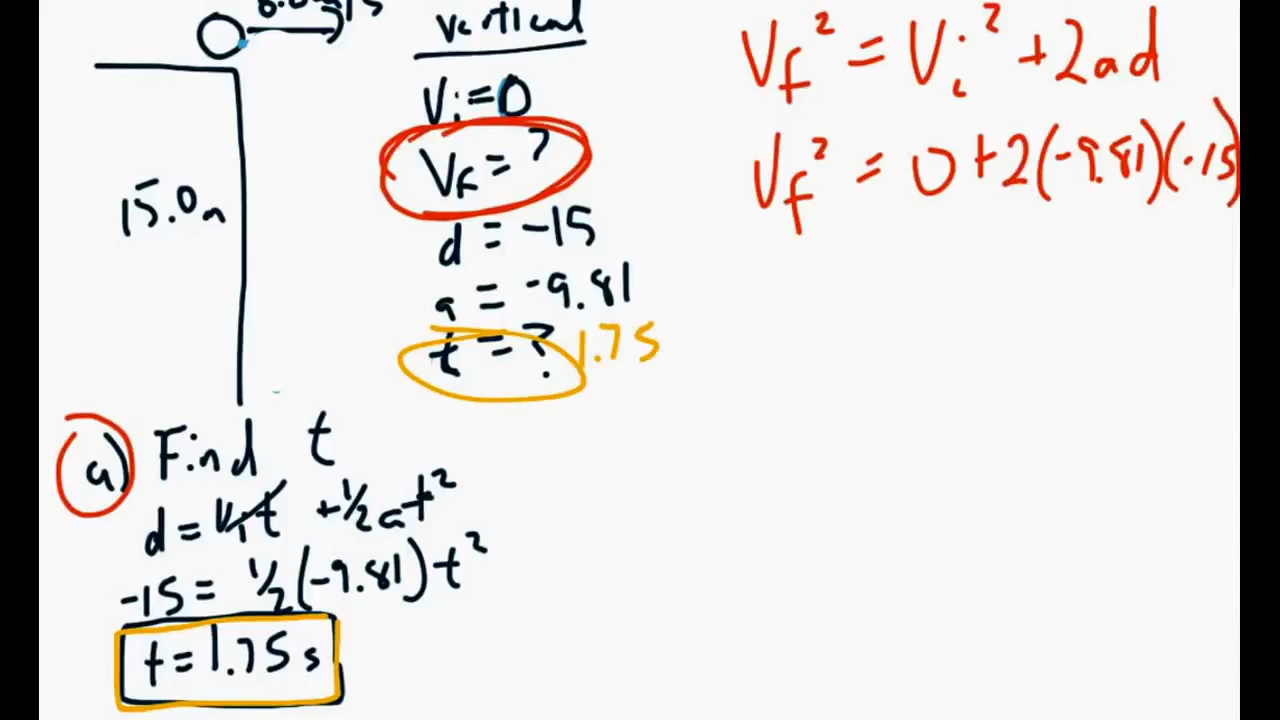 vertical
Vi = 0
Vf = ?
d = -15
a = -9.81
t = ? 1.75
15.0m
a) Find t
d = Vit + 1/2at²
-15 = 1/2(-9.81)t²
t = 1.75 s
Vf² = Vi² + 2ad
Vf² = 0 + 2(-9.81)(-15)